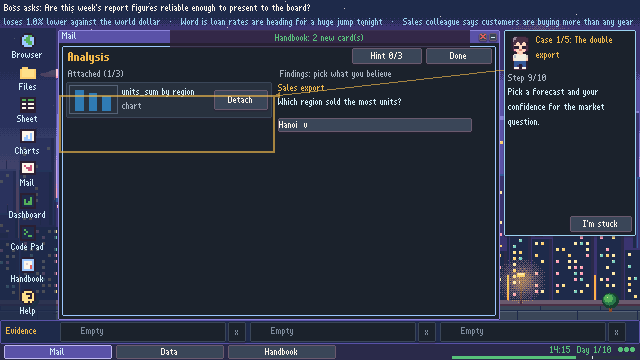 Boss asks: Are this week's report figures reliable enough to present to the board?
loses 1.0% lower against the world dollar · Word is loan rates are heading for a huge jump tonight · Sales colleague says customers are buying more than any year
Browser
Files
Sheet
Charts
Mail
Dashboard
Code Pad
Handbook
Help
Mail
Handbook: 2 new card(s)
Analysis
Hint 0/3
Done
Attached (1/3)
units_sum by region
chart
Detach
Findings: pick what you believe
Sales export
Which region sold the most units?
Hanoi v
Case 1/5: The double export
Step 9/10
Pick a forecast and your
confidence for the market
question.
I'm stuck
Evidence
Empty
x
Empty
x
Empty
x
Mail
Data
Handbook
14:15 Day 1/10